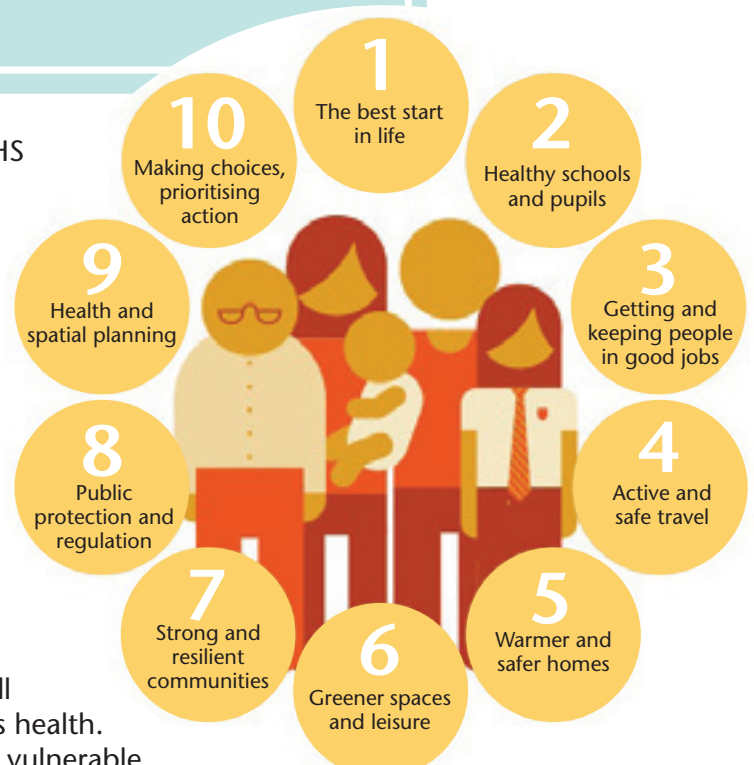 1
The best start
in life
2
Healthy schools
and pupils
3
Getting and
keeping people
in good jobs
4
Active and
safe travel
5
Warmer and
safer homes
6
Greener spaces
and leisure
7
Strong and
resilient
communities
8
Public
protection and
regulation
9
Health and
spatial planning
10
Making choices,
prioritising
action
health.
vulnerable